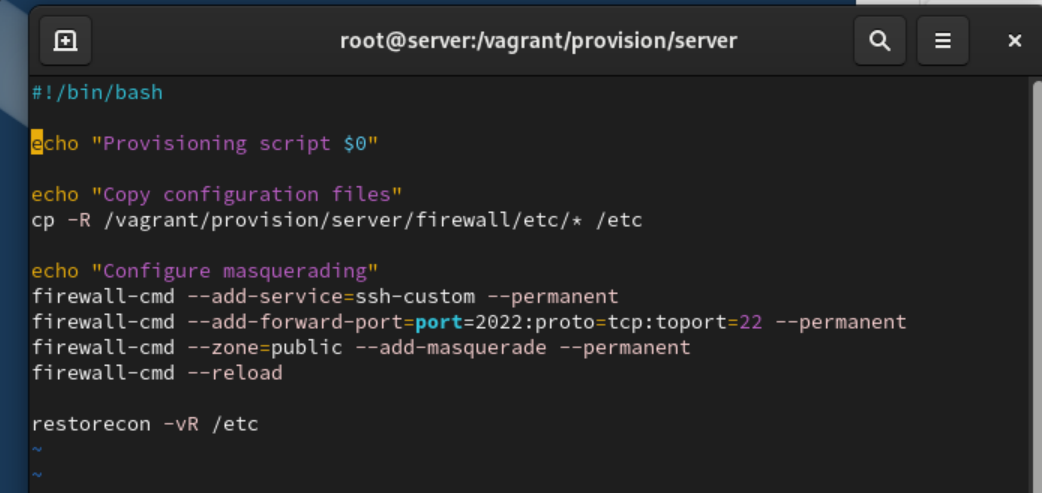 root@server:/vagrant/provision/server
#!/bin/bash
echo "Provisioning script $0"
echo "Copy configuration files"
cp -R /vagrant/provision/server/firewall/etc/* /etc
echo "Configure masquerading"
firewall-cmd --add-service=ssh-custom --permanent
firewall-cmd --add-forward-port=port=2022:proto=tcp:toport=22 --permanent
firewall-cmd --zone=public --add-masquerade --permanent
firewall-cmd --reload
restorecon -vR /etc
~
~